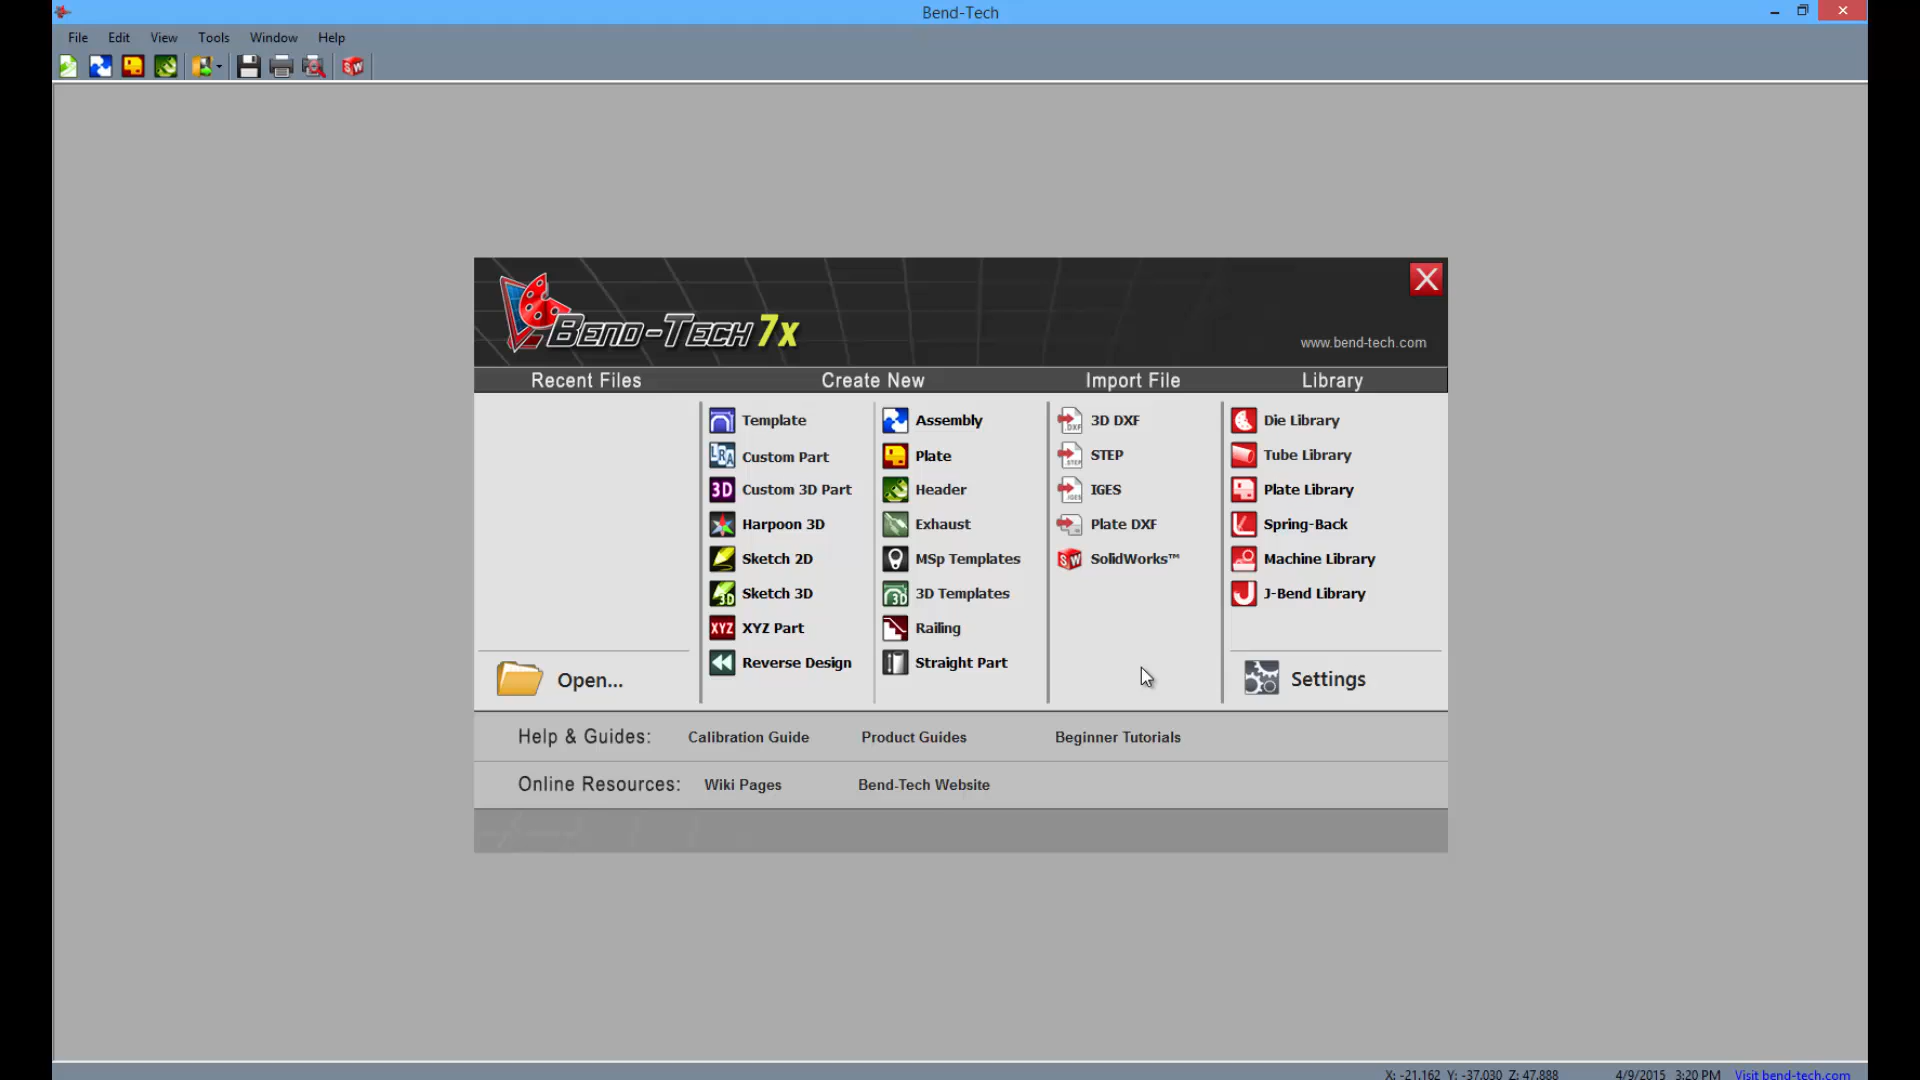 Bend-Tech
File Edit View Tools Window Help
BEND-TECH 7x
www.bend-tech.com
Recent Files Create New Import File Library
Template Assembly 3D DXF Die Library
Custom Part Plate STEP Tube Library
Custom 3D Part Header IGES Plate Library
Harpoon 3D Exhaust Plate DXF Spring-Back
Sketch 2D MSp Templates SolidWorks™ Machine Library
Sketch 3D 3D Templates J-Bend Library
XYZ Part Railing
Reverse Design Straight Part
Open... Settings
Help & Guides: Calibration Guide Product Guides Beginner Tutorials
Online Resources: Wiki Pages Bend-Tech Website
X: -21.162 Y: -37.030 Z: 47.888 4/9/2015 3:20 PM Visit bend-tech.com